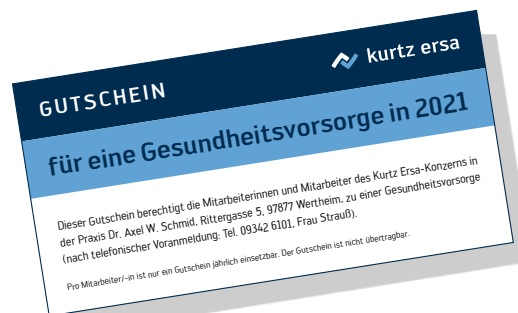 GUTSCHEIN
kurtz ersa
für eine Gesundheitsvorsorge in 2021
Dieser Gutschein berechtigt die Mitarbeiterinnen und Mitarbeiter des Kurtz Ersa-Konzerns in
der Praxis Dr. Axel W. Schmid, Rittergasse 5, 97877 Wertheim, zu einer Gesundheitsvorsorge
(nach telefonischer Voranmeldung: Tel. 09342 6101, Frau Strauß).
Pro Mitarbeiter/-in ist nur ein Gutschein jährlich einsetzbar. Der Gutschein ist nicht übertragbar.